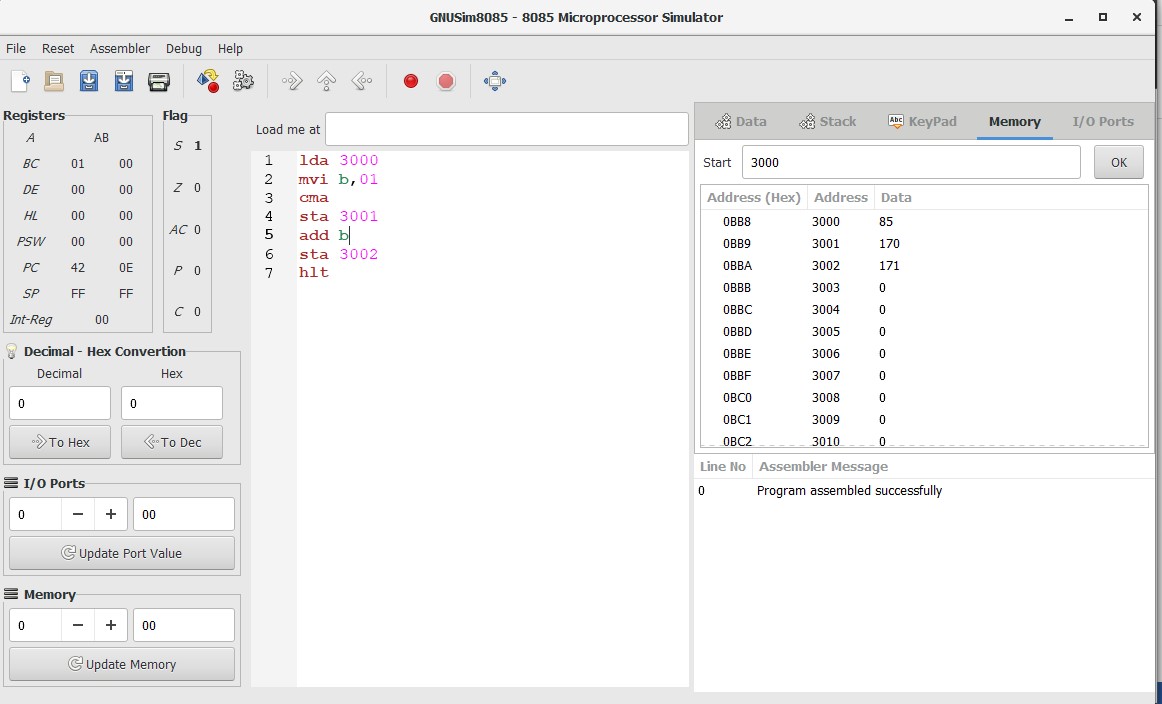 GNUSim8085 - 8085 Microprocessor Simulator
File Reset Assembler Debug Help
Registers
A AB
BC 01 00
DE 00 00
HL 00 00
PSW 00 00
PC 42 0E
SP FF FF
Int-Reg 00
Flag
S 1
Z 0
AC 0
P 0
C 0
Decimal - Hex Convertion
Decimal Hex
0 0
To Hex To Dec
I/O Ports
0 − + 00
Update Port Value
Memory
0 − + 00
Update Memory
Load me at
1 lda 3000
2 mvi b,01
3 cma
4 sta 3001
5 add b
6 sta 3002
7 hlt
Data Stack Abc KeyPad Memory I/O Ports
Start 3000 OK
Address (Hex) Address Data
0BB8 3000 85
0BB9 3001 170
0BBA 3002 171
0BBB 3003 0
0BBC 3004 0
0BBD 3005 0
0BBE 3006 0
0BBF 3007 0
0BC0 3008 0
0BC1 3009 0
0BC2 3010 0
Line No Assembler Message
0 Program assembled successfully